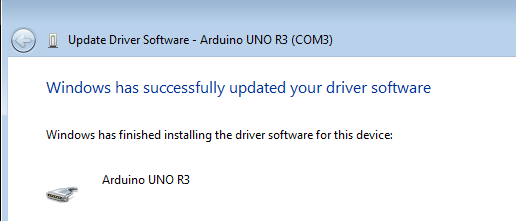 Update Driver Software - Arduino UNO R3 (COM3)
Windows has successfully updated your driver software
Windows has finished installing the driver software for this device:
Arduino UNO R3